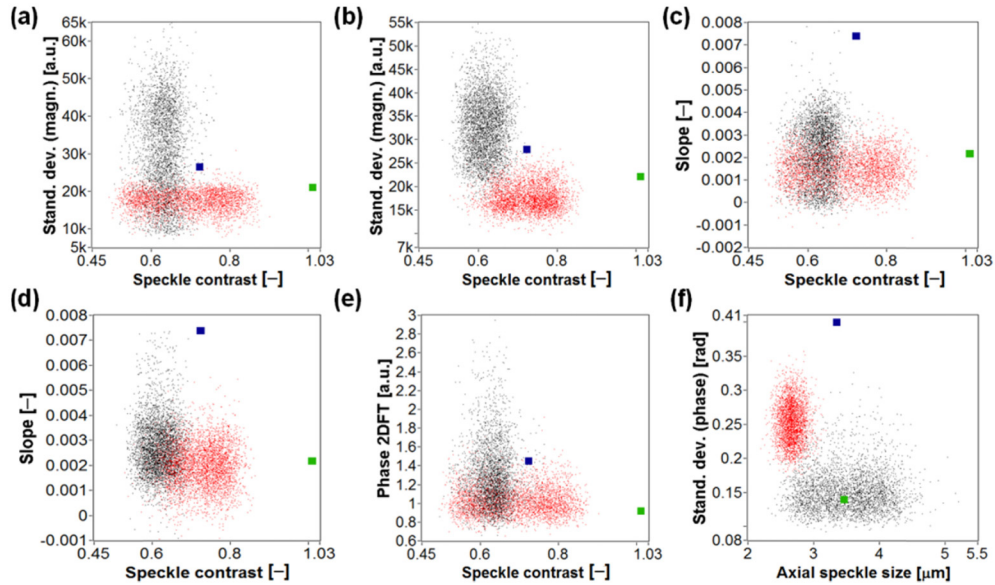 (a)
65k
60k
50k
40k
30k
20k
10k
5k
Stand. dev. (magn.) [a.u.]
0.45 0.6 0.8 1.03
Speckle contrast [–]
(b)
55k
50k
45k
40k
35k
30k
25k
20k
15k
7k
Stand. dev. (magn.) [a.u.]
0.45 0.6 0.8 1.03
Speckle contrast [–]
(c)
0.008
0.007
0.006
0.005
0.004
0.003
0.002
0.001
0
-0.001
-0.002
Slope [–]
0.45 0.6 0.8 1.03
Speckle contrast [–]
(d)
0.008
0.007
0.006
0.005
0.004
0.003
0.002
0.001
0
-0.001
Slope [–]
0.45 0.6 0.8 1.03
Speckle contrast [–]
(e)
3
2.8
2.6
2.4
2.2
2
1.8
1.6
1.4
1.2
1
0.8
0.6
Phase 2DFT [a.u.]
0.45 0.6 0.8 1.03
Speckle contrast [–]
(f)
0.41
0.35
0.3
0.25
0.2
0.15
0.08
Stand. dev. (phase) [rad]
2 3 4 5 5.5
Axial speckle size [μm]